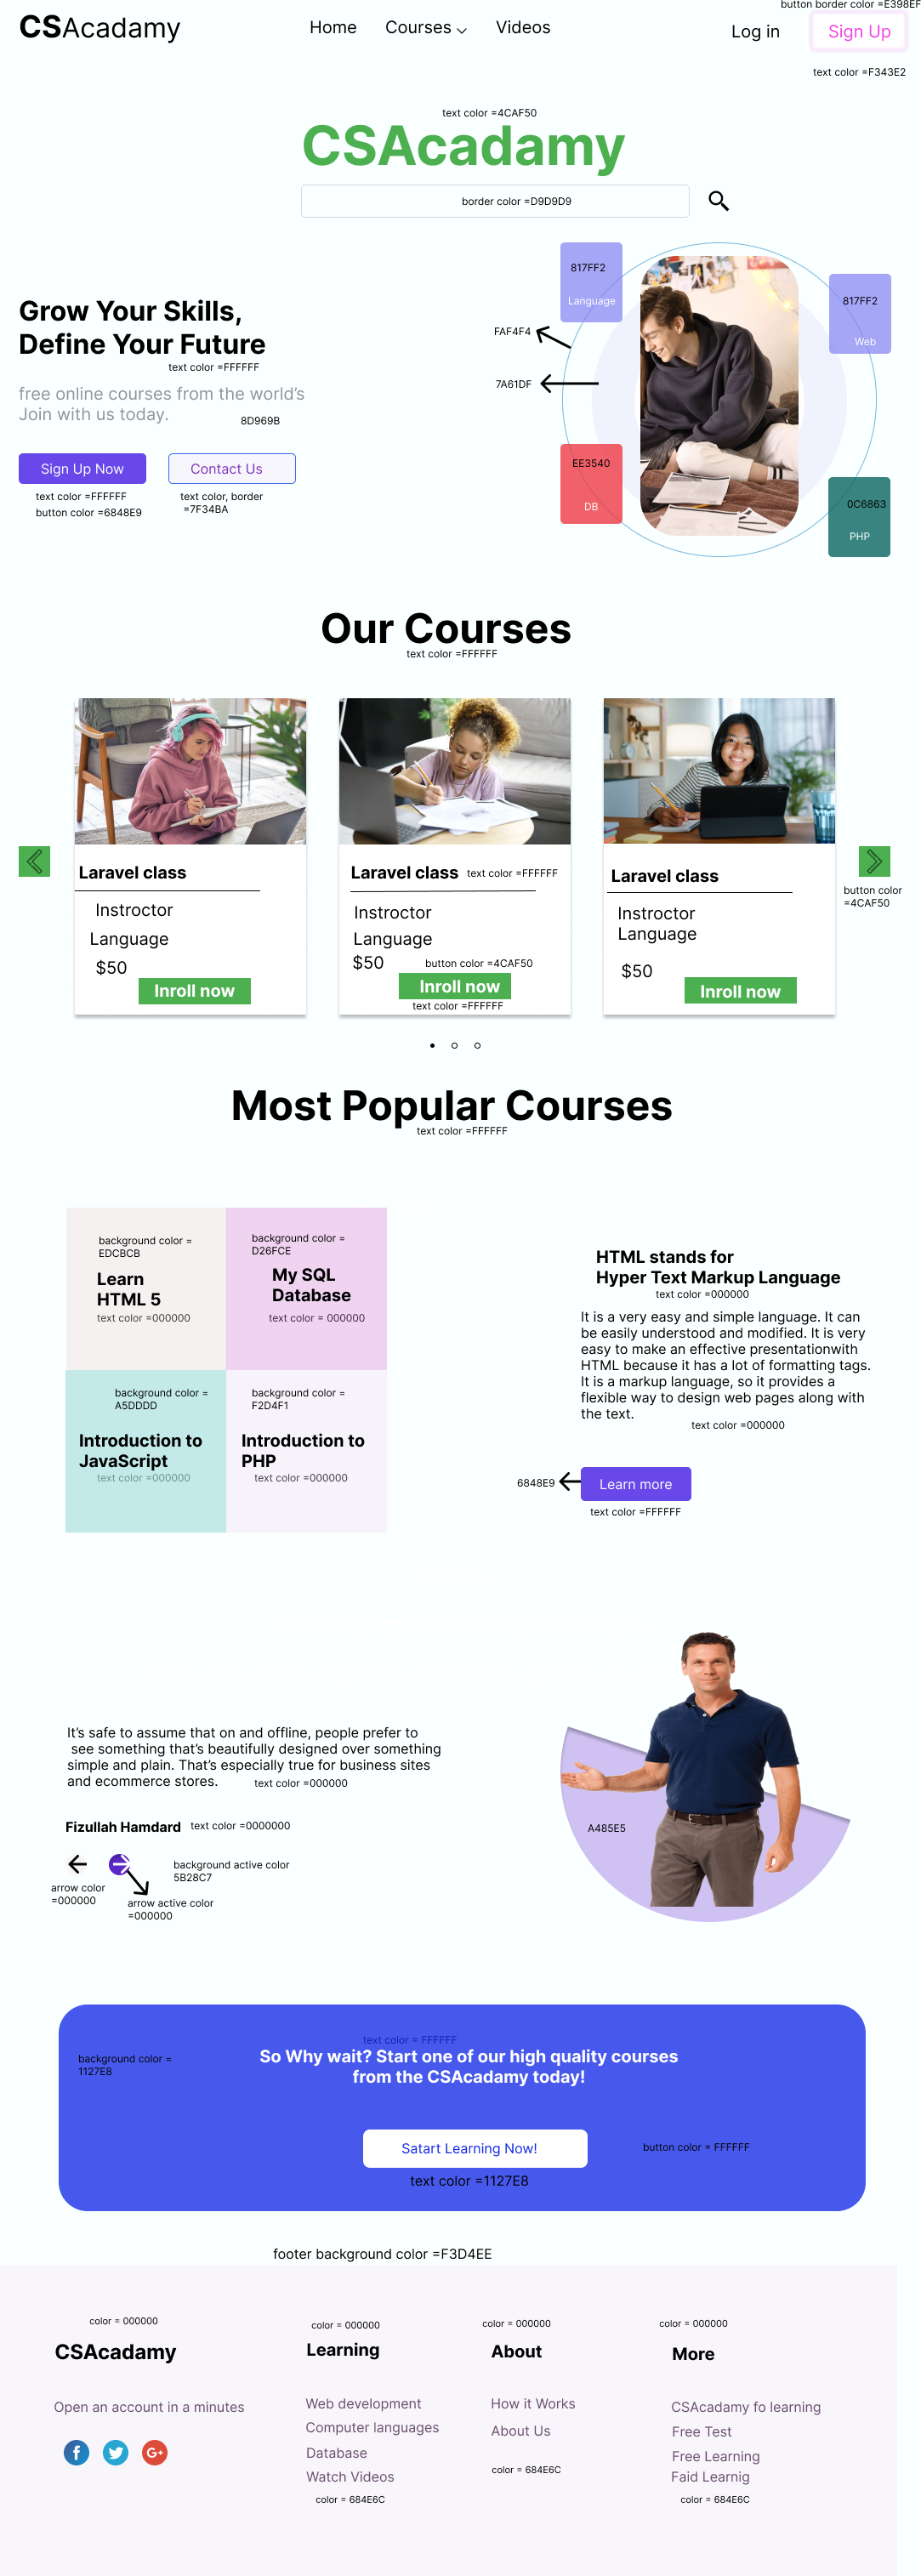 button border color =E398EF
CSAcadamy
Home
Courses
Videos
Log in
Sign Up
text color =F343E2
text color =4CAF50
CSAcadamy
border color =D9D9D9
817FF2
Language
817FF2
Web
FAF4F4
7A61DF
Grow Your Skills,
Define Your Future
text color =FFFFFF
free online courses from the world's
Join with us today.
8D969B
Sign Up Now
Contact Us
text color =FFFFFF
button color =6848E9
text color, border
=7F34BA
EE3540
DB
0C6863
PHP
Our Courses
text color =FFFFFF
Laravel class
Instructor
Language
$50
Inroll now
Laravel class
text color =FFFFFF
Instructor
Language
$50
button color =4CAF50
Inroll now
text color =FFFFFF
Laravel class
Instructor
Language
$50
Inroll now
button color
=4CAF50
Most Popular Courses
text color =FFFFFF
background color =
EDCBCB
Learn
HTML 5
text color =000000
background color =
D26FCE
My SQL
Database
text color = 000000
background color =
A5DDDD
Introduction to
JavaScript
text color =000000
background color =
F2D4F1
Introduction to
PHP
text color =000000
HTML stands for
Hyper Text Markup Language
text color =000000
It is a very easy and simple language. It can
be easily understood and modified. It is very
easy to make an effective presentationwith
HTML because it has a lot of formatting tags.
It is a markup language, so it provides a
flexible way to design web pages along with
the text.
text color =000000
6848E9
Learn more
text color =FFFFFF
It's safe to assume that on and offline, people prefer to
see something that's beautifully designed over something
simple and plain. That's especially true for business sites
and ecommerce stores.
text color =000000
Fizullah Hamdard
text color =0000000
arrow color
=000000
background active color
5B28C7
arrow active color
=000000
A485E5
text color = FFFFFF
background color =
1127E8
So Why wait? Start one of our high quality courses
from the CSAcadamy today!
Satart Learning Now!
button color = FFFFFF
text color =1127E8
footer background color =F3D4EE
color = 000000
CSAcadamy
Open an account in a minutes
f
G+
color = 000000
Learning
Web development
Computer languages
Database
Watch Videos
color = 684E6C
color = 000000
About
How it Works
About Us
color = 684E6C
color = 000000
More
CSAcadamy fo learning
Free Test
Free Learning
Faid Learnig
color = 684E6C